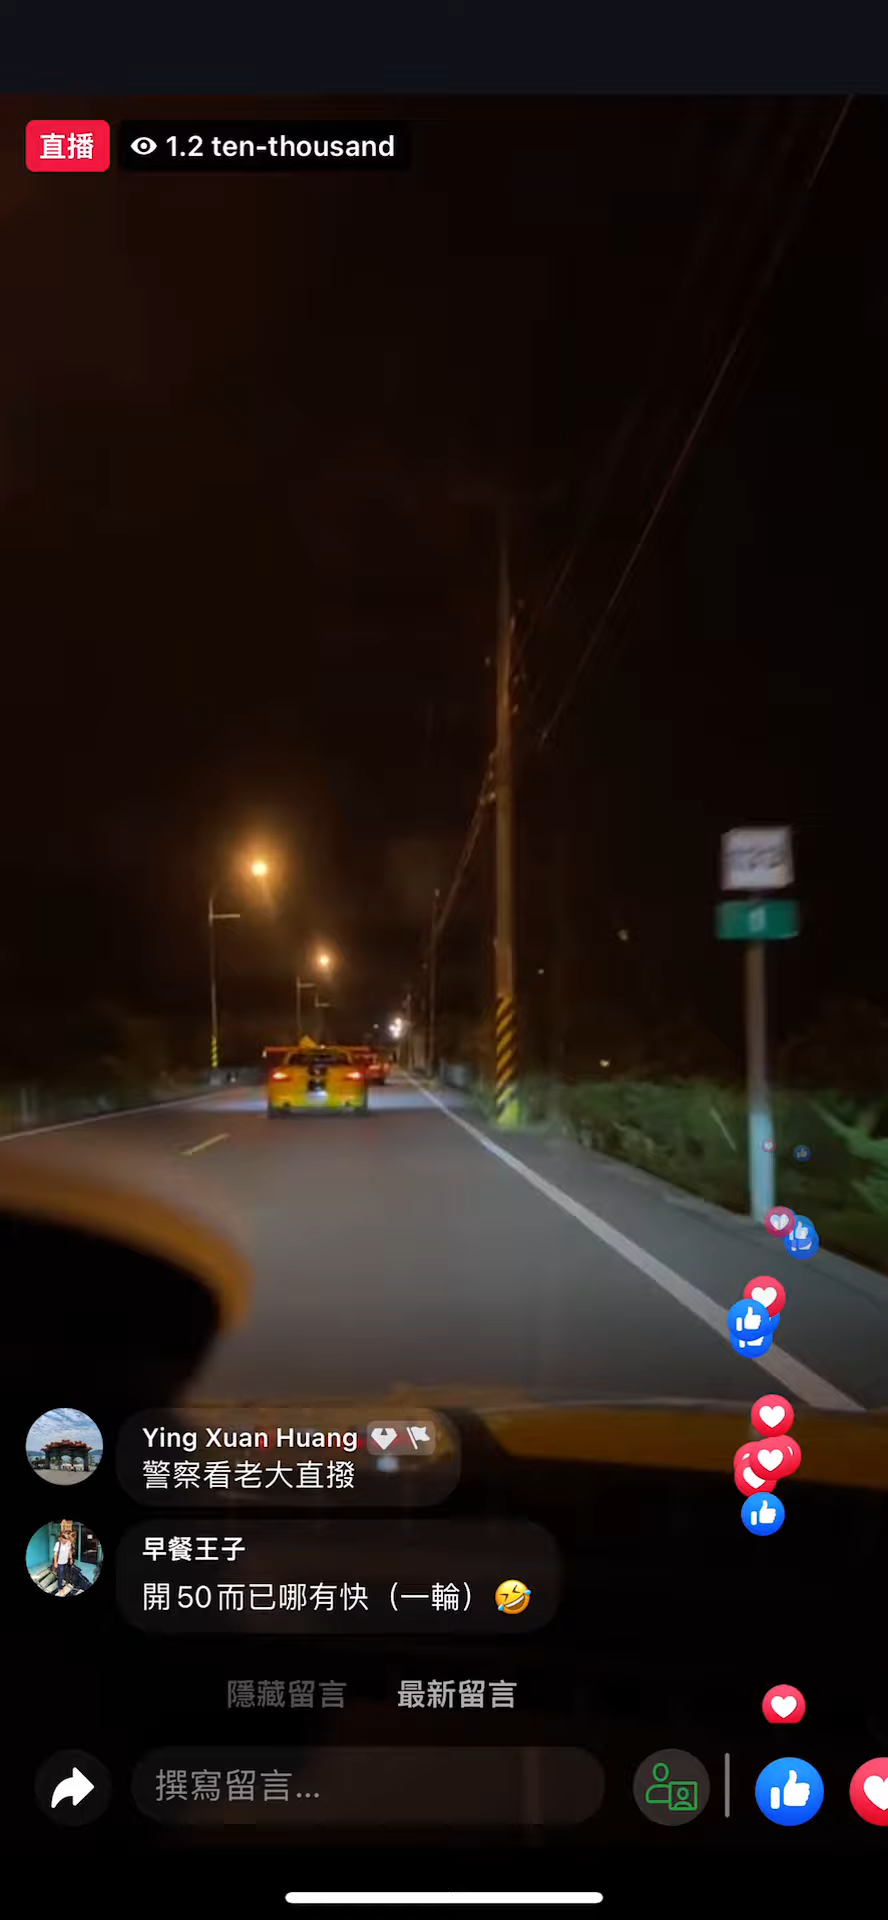 直播
1.2 ten-thousand
Ying Xuan Huang
警察看老大直撥
早餐王子
開50而已哪有快（一輪）🤣
隱藏留言
最新留言
撰寫留言...